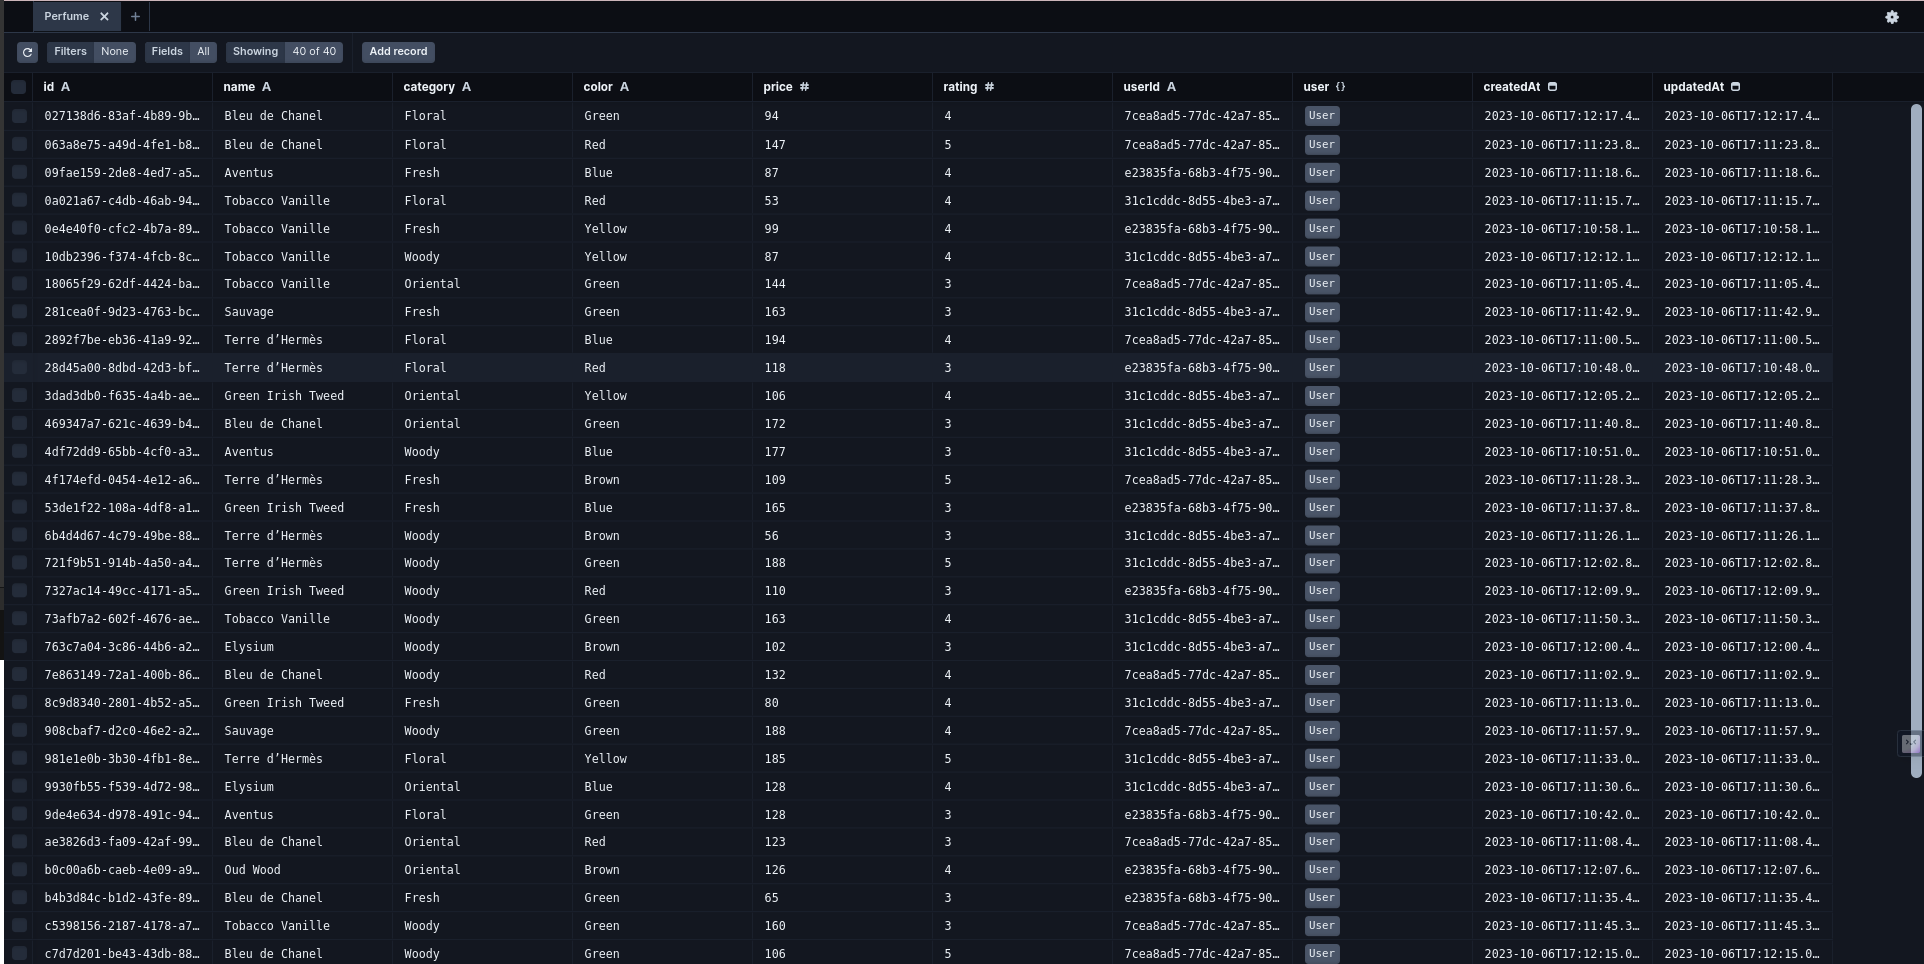 Perfume × +
Filters None Fields All Showing 40 of 40 Add record
id A name A category A color A price # rating # userId A user {} createdAt updatedAt
027138d6-83af-4b89-9b… Bleu de Chanel Floral Green 94 4 7cea8ad5-77dc-42a7-85… User 2023-10-06T17:12:17.4… 2023-10-06T17:12:17.4…
063a8e75-a49d-4fe1-b8… Bleu de Chanel Floral Red 147 5 7cea8ad5-77dc-42a7-85… User 2023-10-06T17:11:23.8… 2023-10-06T17:11:23.8…
09fae159-2de8-4ed7-a5… Aventus Fresh Blue 87 4 e23835fa-68b3-4f75-90… User 2023-10-06T17:11:18.6… 2023-10-06T17:11:18.6…
0a021a67-c4db-46ab-94… Tobacco Vanille Floral Red 53 4 31c1cddc-8d55-4be3-a7… User 2023-10-06T17:11:15.7… 2023-10-06T17:11:15.7…
0e4e40f0-cfc2-4b7a-89… Tobacco Vanille Fresh Yellow 99 4 e23835fa-68b3-4f75-90… User 2023-10-06T17:10:58.1… 2023-10-06T17:10:58.1…
10db2396-f374-4fcb-8c… Tobacco Vanille Woody Yellow 87 4 31c1cddc-8d55-4be3-a7… User 2023-10-06T17:12:12.1… 2023-10-06T17:12:12.1…
18065f29-62df-4424-ba… Tobacco Vanille Oriental Green 144 3 7cea8ad5-77dc-42a7-85… User 2023-10-06T17:11:05.4… 2023-10-06T17:11:05.4…
281cea0f-9d23-4763-bc… Sauvage Fresh Green 163 3 31c1cddc-8d55-4be3-a7… User 2023-10-06T17:11:42.9… 2023-10-06T17:11:42.9…
2892f7be-eb36-41a9-92… Terre d’Hermès Floral Blue 194 4 7cea8ad5-77dc-42a7-85… User 2023-10-06T17:11:00.5… 2023-10-06T17:11:00.5…
28d45a00-8dbd-42d3-bf… Terre d’Hermès Floral Red 118 3 e23835fa-68b3-4f75-90… User 2023-10-06T17:10:48.0… 2023-10-06T17:10:48.0…
3dad3db0-f635-4a4b-ae… Green Irish Tweed Oriental Yellow 106 4 31c1cddc-8d55-4be3-a7… User 2023-10-06T17:12:05.2… 2023-10-06T17:12:05.2…
469347a7-621c-4639-b4… Bleu de Chanel Oriental Green 172 3 31c1cddc-8d55-4be3-a7… User 2023-10-06T17:11:40.8… 2023-10-06T17:11:40.8…
4df72dd9-65bb-4cf0-a3… Aventus Woody Blue 177 3 31c1cddc-8d55-4be3-a7… User 2023-10-06T17:10:51.0… 2023-10-06T17:10:51.0…
4f174efd-0454-4e12-a6… Terre d’Hermès Fresh Brown 109 5 7cea8ad5-77dc-42a7-85… User 2023-10-06T17:11:28.3… 2023-10-06T17:11:28.3…
53de1f22-108a-4df8-a1… Green Irish Tweed Fresh Blue 165 3 e23835fa-68b3-4f75-90… User 2023-10-06T17:11:37.8… 2023-10-06T17:11:37.8…
6b4d4d67-4c79-49be-88… Terre d’Hermès Woody Brown 56 3 31c1cddc-8d55-4be3-a7… User 2023-10-06T17:11:26.1… 2023-10-06T17:11:26.1…
721f9b51-914b-4a50-a4… Terre d’Hermès Woody Green 188 5 31c1cddc-8d55-4be3-a7… User 2023-10-06T17:12:02.8… 2023-10-06T17:12:02.8…
7327ac14-49cc-4171-a5… Green Irish Tweed Woody Red 110 3 e23835fa-68b3-4f75-90… User 2023-10-06T17:12:09.9… 2023-10-06T17:12:09.9…
73afb7a2-602f-4676-ae… Tobacco Vanille Woody Green 163 4 31c1cddc-8d55-4be3-a7… User 2023-10-06T17:11:50.3… 2023-10-06T17:11:50.3…
763c7a04-3c86-44b6-a2… Elysium Woody Brown 102 3 31c1cddc-8d55-4be3-a7… User 2023-10-06T17:12:00.4… 2023-10-06T17:12:00.4…
7e863149-72a1-400b-86… Bleu de Chanel Woody Red 132 4 7cea8ad5-77dc-42a7-85… User 2023-10-06T17:11:02.9… 2023-10-06T17:11:02.9…
8c9d8340-2801-4b52-a5… Green Irish Tweed Fresh Green 80 4 31c1cddc-8d55-4be3-a7… User 2023-10-06T17:11:13.0… 2023-10-06T17:11:13.0…
908cbaf7-d2c0-46e2-a2… Sauvage Woody Green 188 4 7cea8ad5-77dc-42a7-85… User 2023-10-06T17:11:57.9… 2023-10-06T17:11:57.9…
981e1e0b-3b30-4fb1-8e… Terre d’Hermès Floral Yellow 185 5 31c1cddc-8d55-4be3-a7… User 2023-10-06T17:11:33.0… 2023-10-06T17:11:33.0…
9930fb55-f539-4d72-98… Elysium Oriental Blue 128 4 31c1cddc-8d55-4be3-a7… User 2023-10-06T17:11:30.6… 2023-10-06T17:11:30.6…
9de4e634-d978-491c-94… Aventus Floral Green 128 3 e23835fa-68b3-4f75-90… User 2023-10-06T17:10:42.0… 2023-10-06T17:10:42.0…
ae3826d3-fa09-42af-99… Bleu de Chanel Oriental Red 123 3 7cea8ad5-77dc-42a7-85… User 2023-10-06T17:11:08.4… 2023-10-06T17:11:08.4…
b0c00a6b-caeb-4e09-a9… Oud Wood Oriental Brown 126 4 e23835fa-68b3-4f75-90… User 2023-10-06T17:12:07.6… 2023-10-06T17:12:07.6…
b4b3d84c-b1d2-43fe-89… Bleu de Chanel Fresh Green 65 3 e23835fa-68b3-4f75-90… User 2023-10-06T17:11:35.4… 2023-10-06T17:11:35.4…
c5398156-2187-4178-a7… Tobacco Vanille Woody Green 160 3 7cea8ad5-77dc-42a7-85… User 2023-10-06T17:11:45.3… 2023-10-06T17:11:45.3…
c7d7d201-be43-43db-88… Bleu de Chanel Woody Green 106 5 7cea8ad5-77dc-42a7-85… User 2023-10-06T17:12:15.0… 2023-10-06T17:12:15.0…